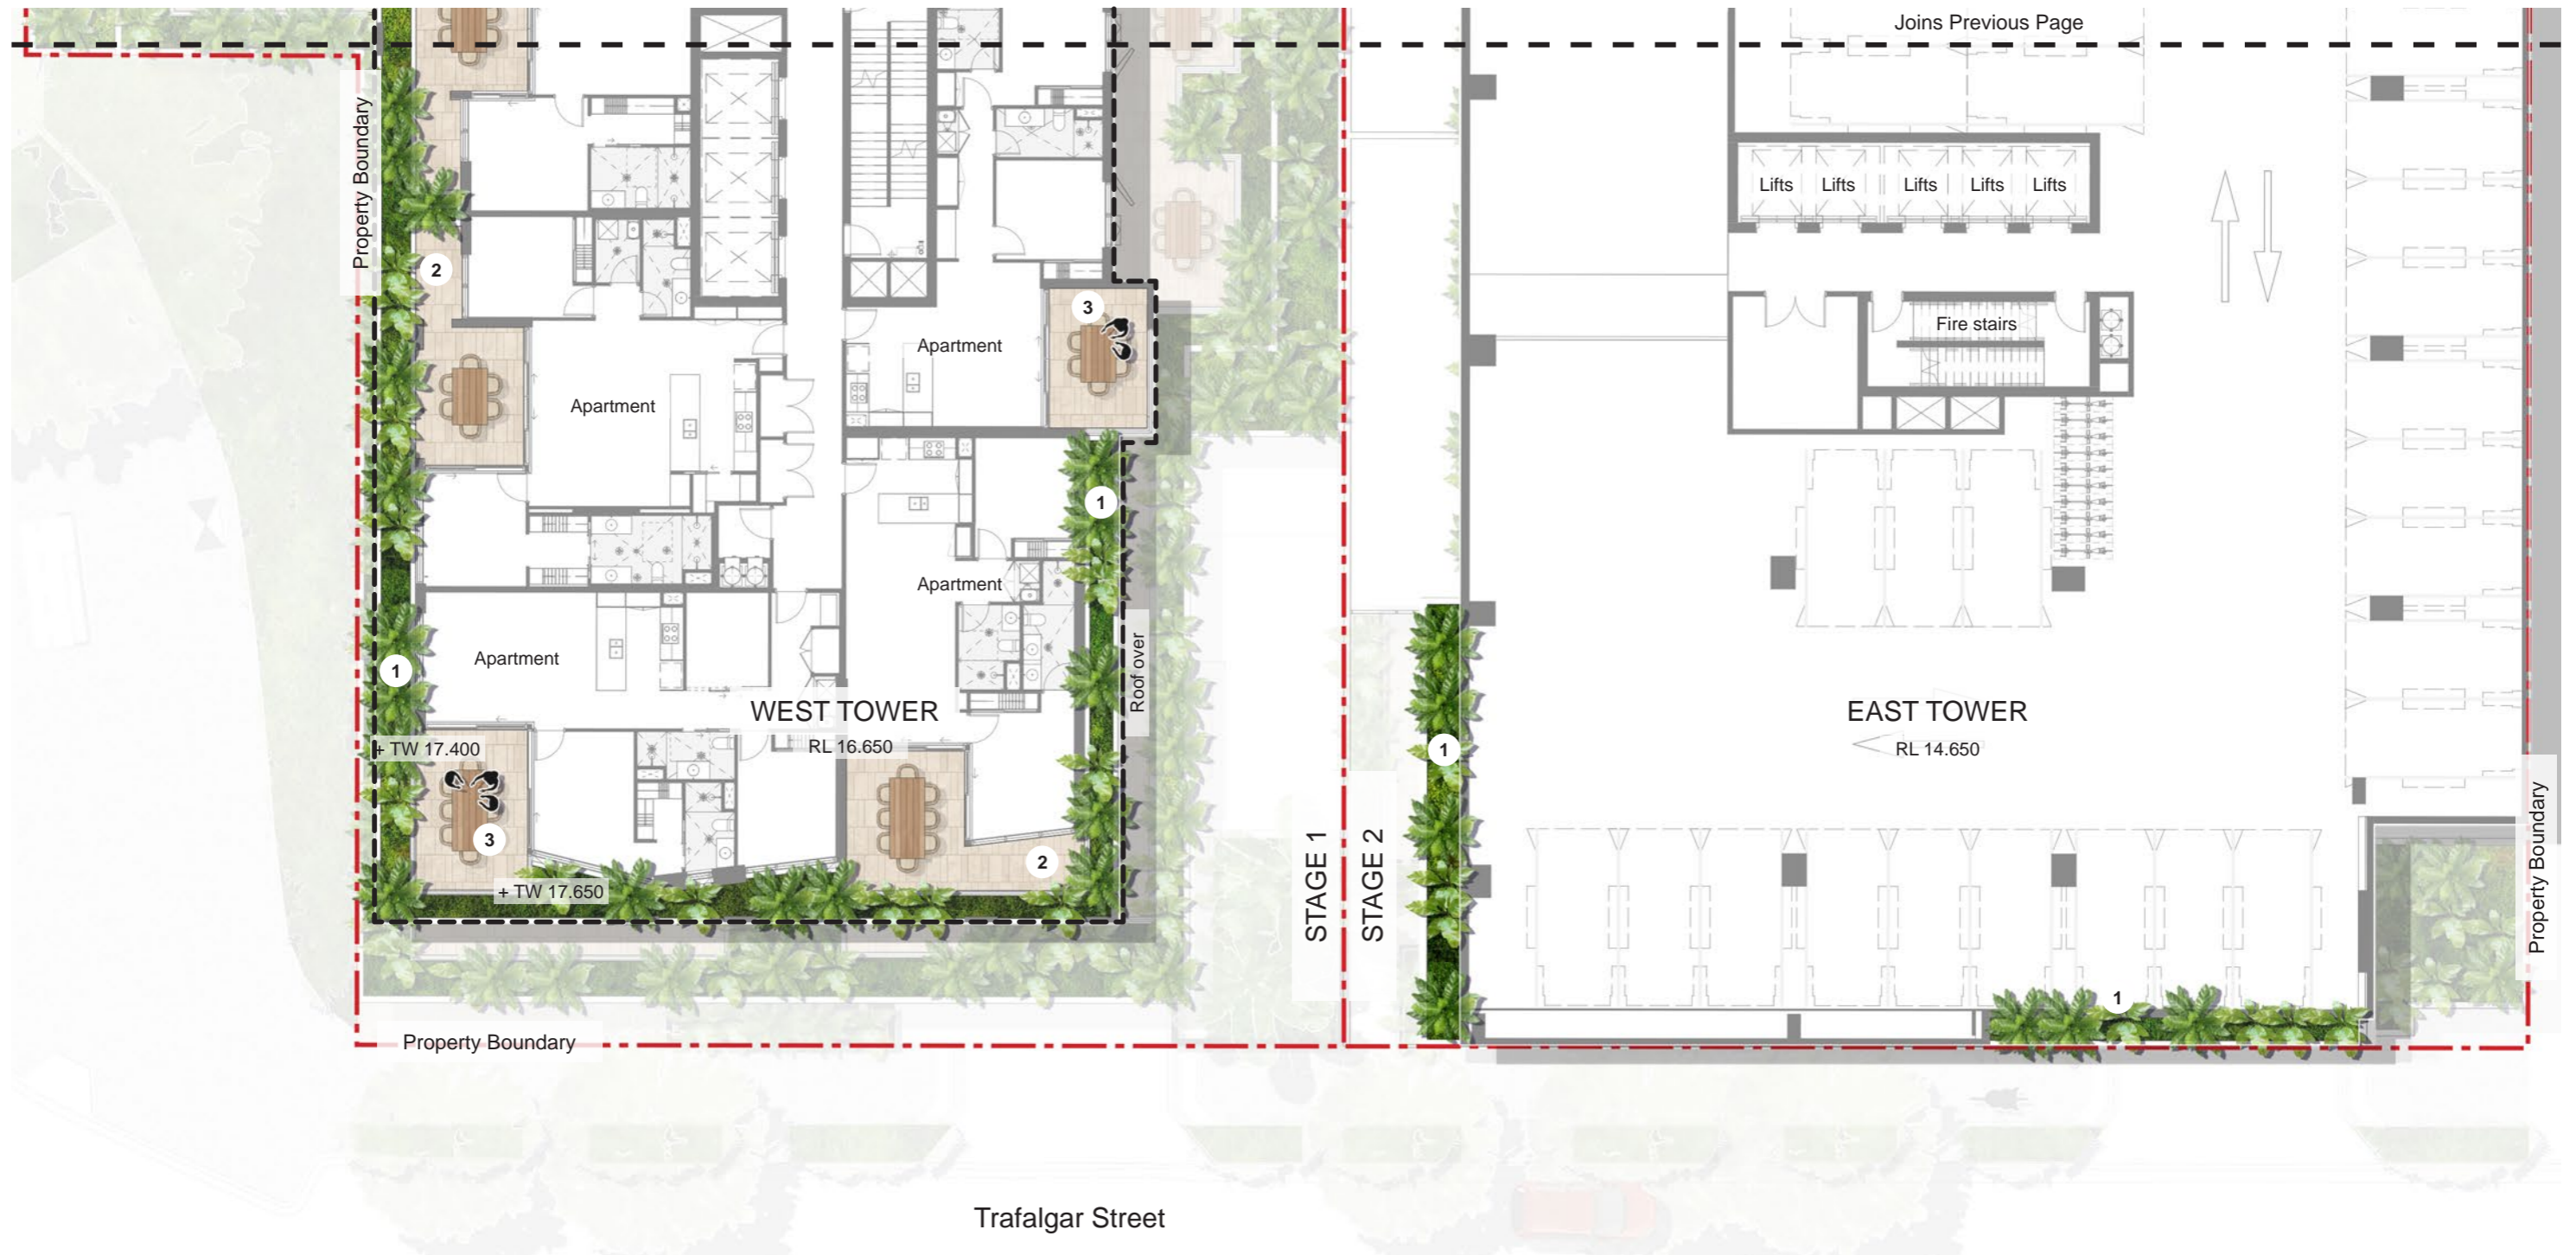 Joins Previous Page
Property Boundary
Lifts
Lifts
Lifts
Lifts
Lifts
2
3
Fire stairs
Apartment
Apartment
1
Apartment
Apartment
1
Roof over
WEST TOWER
RL 16.650
+ TW 17.400
EAST TOWER
RL 14.650
1
3
2
+ TW 17.650
STAGE 1
STAGE 2
Property Boundary
1
Property Boundary
Trafalgar Street